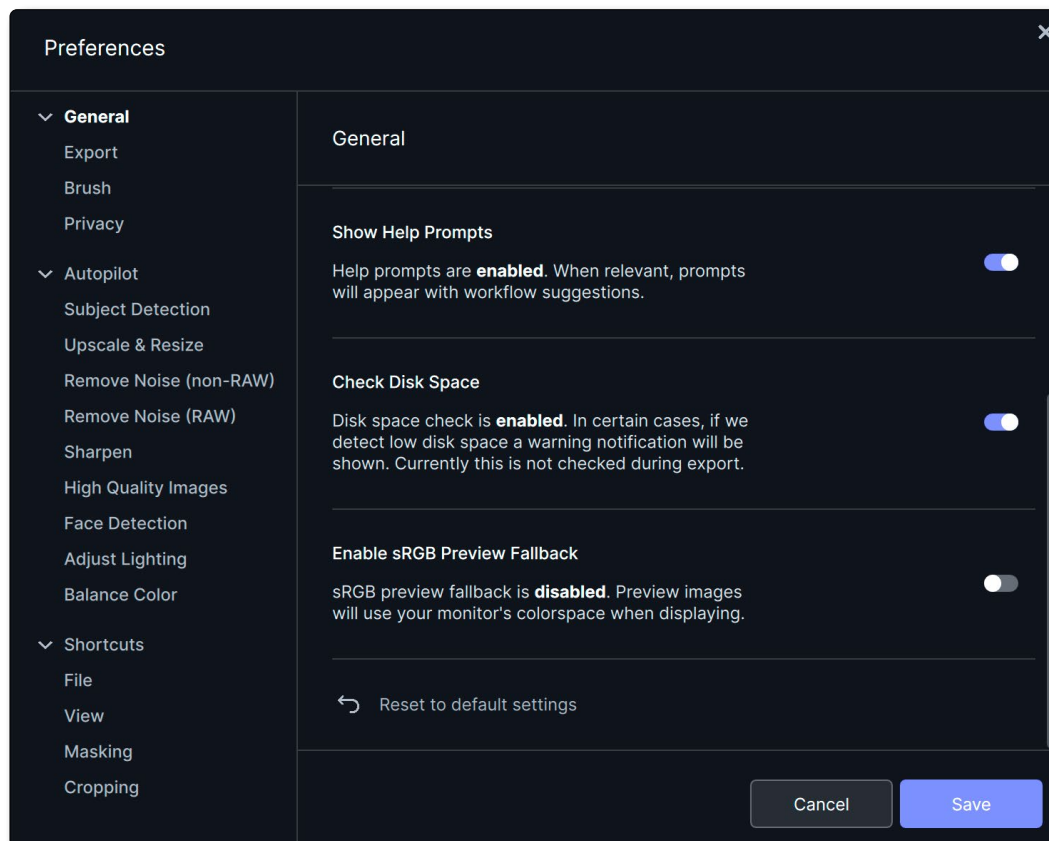 Preferences
General
Export
Brush
Privacy
Autopilot
Subject Detection
Upscale & Resize
Remove Noise (non-RAW)
Remove Noise (RAW)
Sharpen
High Quality Images
Face Detection
Adjust Lighting
Balance Color
Shortcuts
File
View
Masking
Cropping
General
Show Help Prompts
Help prompts are enabled. When relevant, prompts
will appear with workflow suggestions.
Check Disk Space
Disk space check is enabled. In certain cases, if we
detect low disk space a warning notification will be
shown. Currently this is not checked during export.
Enable sRGB Preview Fallback
sRGB preview fallback is disabled. Preview images
will use your monitor's colorspace when displaying.
Reset to default settings
Cancel
Save